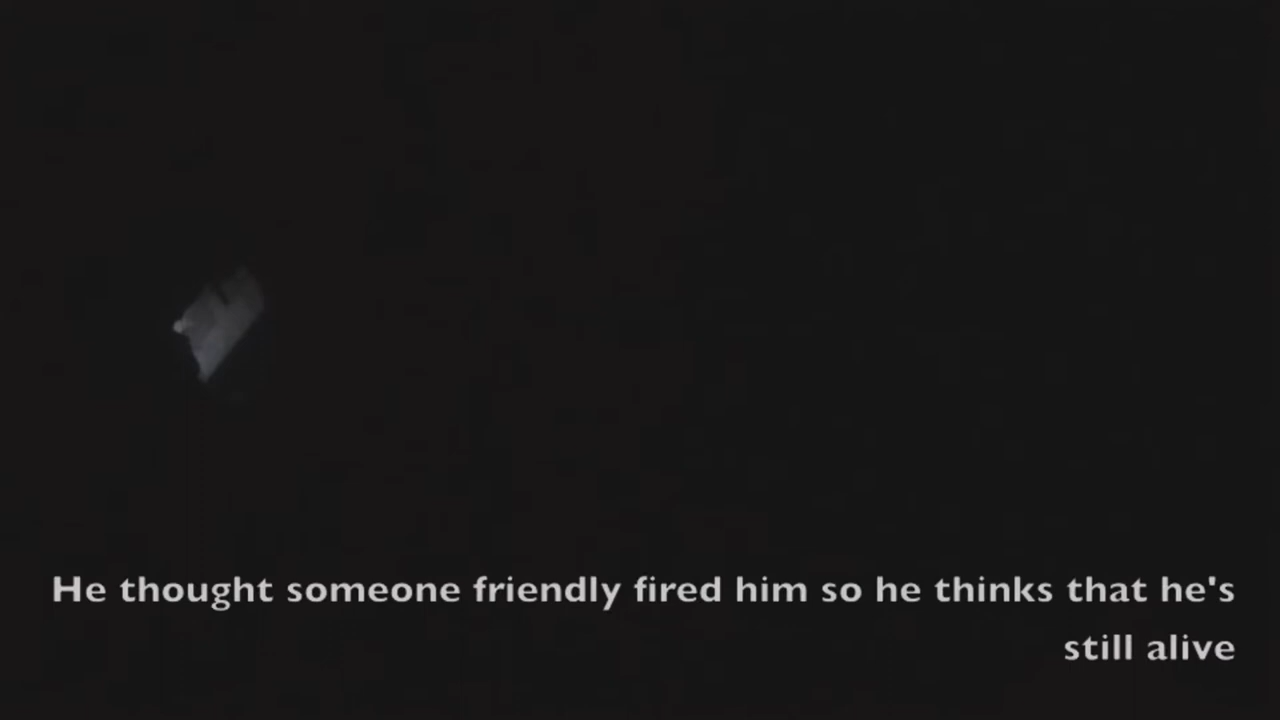 He thought someone friendly fired him so he thinks that he's
still alive